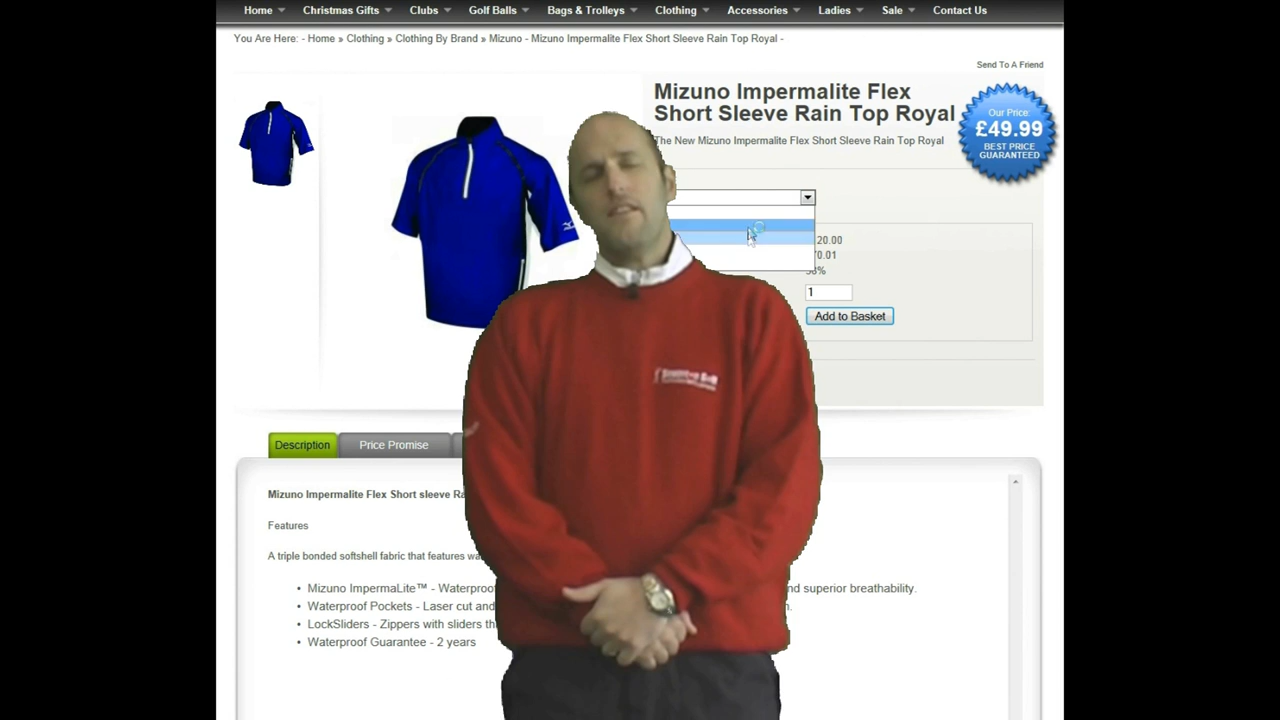 Home Christmas Gifts Clubs Golf Balls Bags & Trolleys Clothing Accessories Ladies Sale Contact Us
You Are Here: - Home » Clothing » Clothing By Brand » Mizuno - Mizuno Impermalite Flex Short Sleeve Rain Top Royal -
Send To A Friend
Mizuno Impermalite Flex
Short Sleeve Rain Top Royal
Our Price:
£49.99
BEST PRICE
GUARANTEED
The New Mizuno Impermalite Flex Short Sleeve Rain Top Royal
20.00
0.01
%
1
Add to Basket
Description Price Promise
Mizuno Impermalite Flex Short sleeve
Features
A triple bonded softshell fabric that features
• Mizuno ImpermaLite™ - Waterproof nd superior breathability.
• Waterproof Pockets - Laser cut and
• LockSliders - Zippers with sliders
• Waterproof Guarantee - 2 years